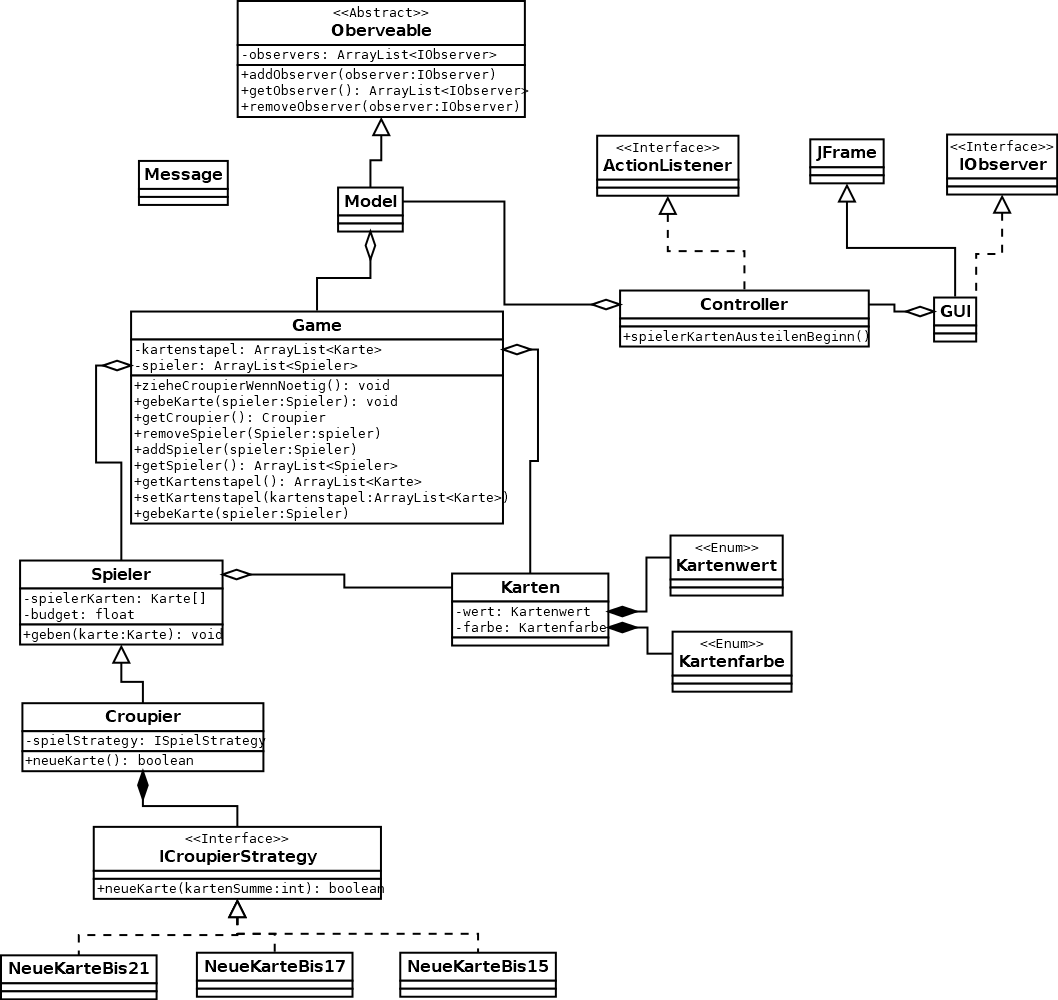 <<Abstract>>
Oberveable
-observers: ArrayList<IObserver>
+addObserver(observer:IObserver)
+getObserver(): ArrayList<IObserver>
+removeObserver(observer:IObserver)
Message
Model
<<Interface>>
ActionListener
JFrame
<<Interface>>
IObserver
Controller
+spielerKartenAusteilenBeginn()
GUI
Game
-kartenstapel: ArrayList<Karte>
-spieler: ArrayList<Spieler>
+zieheCroupierWennNoetig(): void
+gebeKarte(spieler:Spieler): void
+getCroupier(): Croupier
+removeSpieler(Spieler:spieler)
+addSpieler(spieler:Spieler)
+getSpieler(): ArrayList<Spieler>
+getKartenstapel(): ArrayList<Karte>
+setKartenstapel(kartenstapel:ArrayList<Karte>)
+gebeKarte(spieler:Spieler)
Spieler
-spielerKarten: Karte[]
-budget: float
+geben(karte:Karte): void
Karten
-wert: Kartenwert
-farbe: Kartenfarbe
<<Enum>>
Kartenwert
<<Enum>>
Kartenfarbe
Croupier
-spielStrategy: ISpielStrategy
+neueKarte(): boolean
<<Interface>>
ICroupierStrategy
+neueKarte(kartenSumme:int): boolean
NeueKarteBis21
NeueKarteBis17
NeueKarteBis15